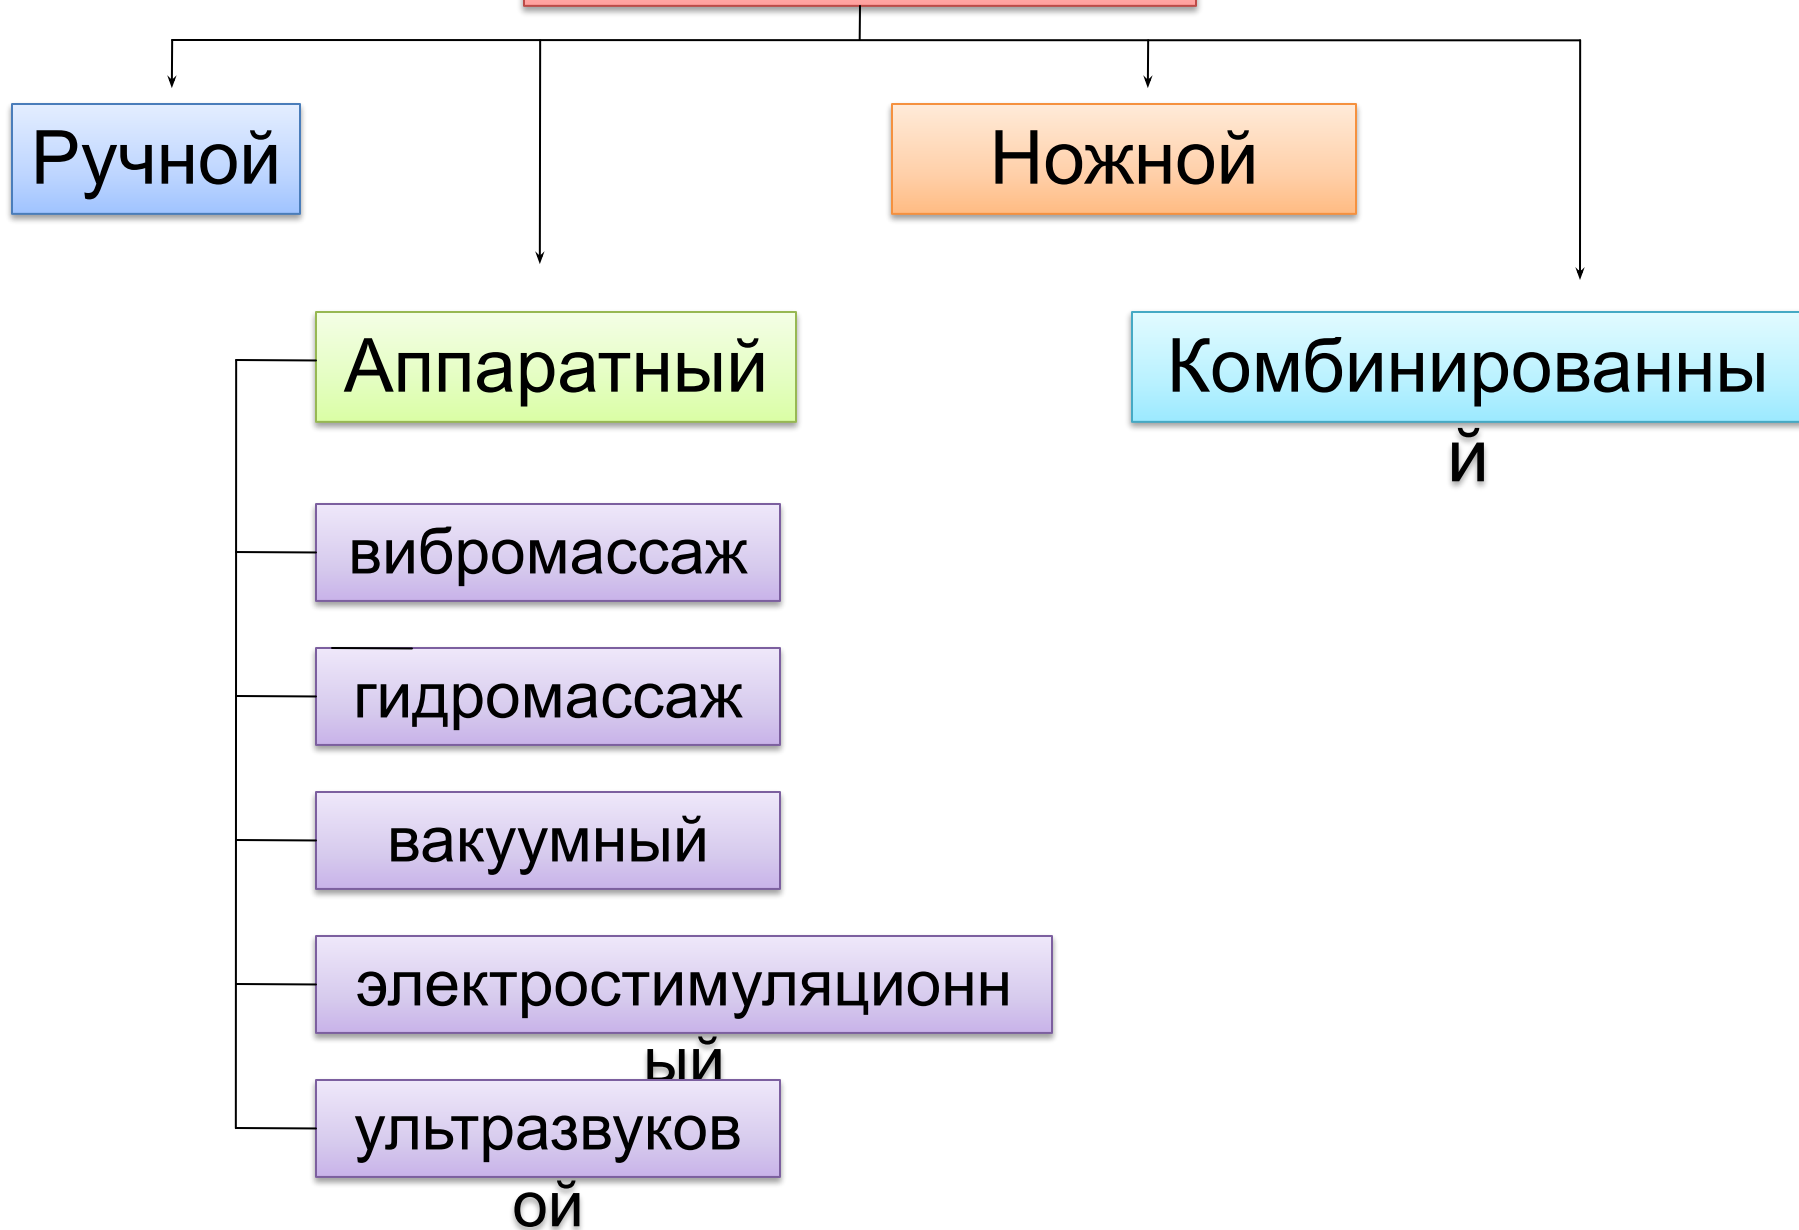 Ручной
Ножной
Аппаратный
Комбинированны
й
вибромассаж
гидромассаж
вакуумный
электростимуляционн
ый
ультразвуков
ой